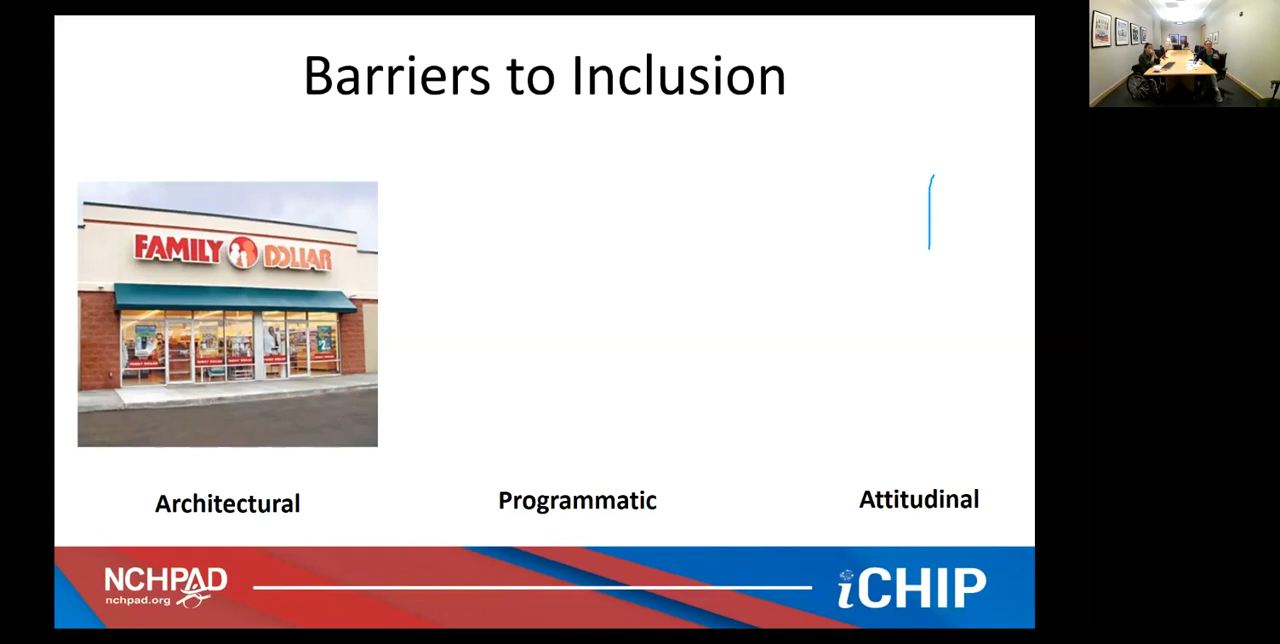 Barriers to Inclusion
FAMILY DOLLAR
Architectural
Programmatic
Attitudinal
NCHPAD
nchpad.org
iCHIP